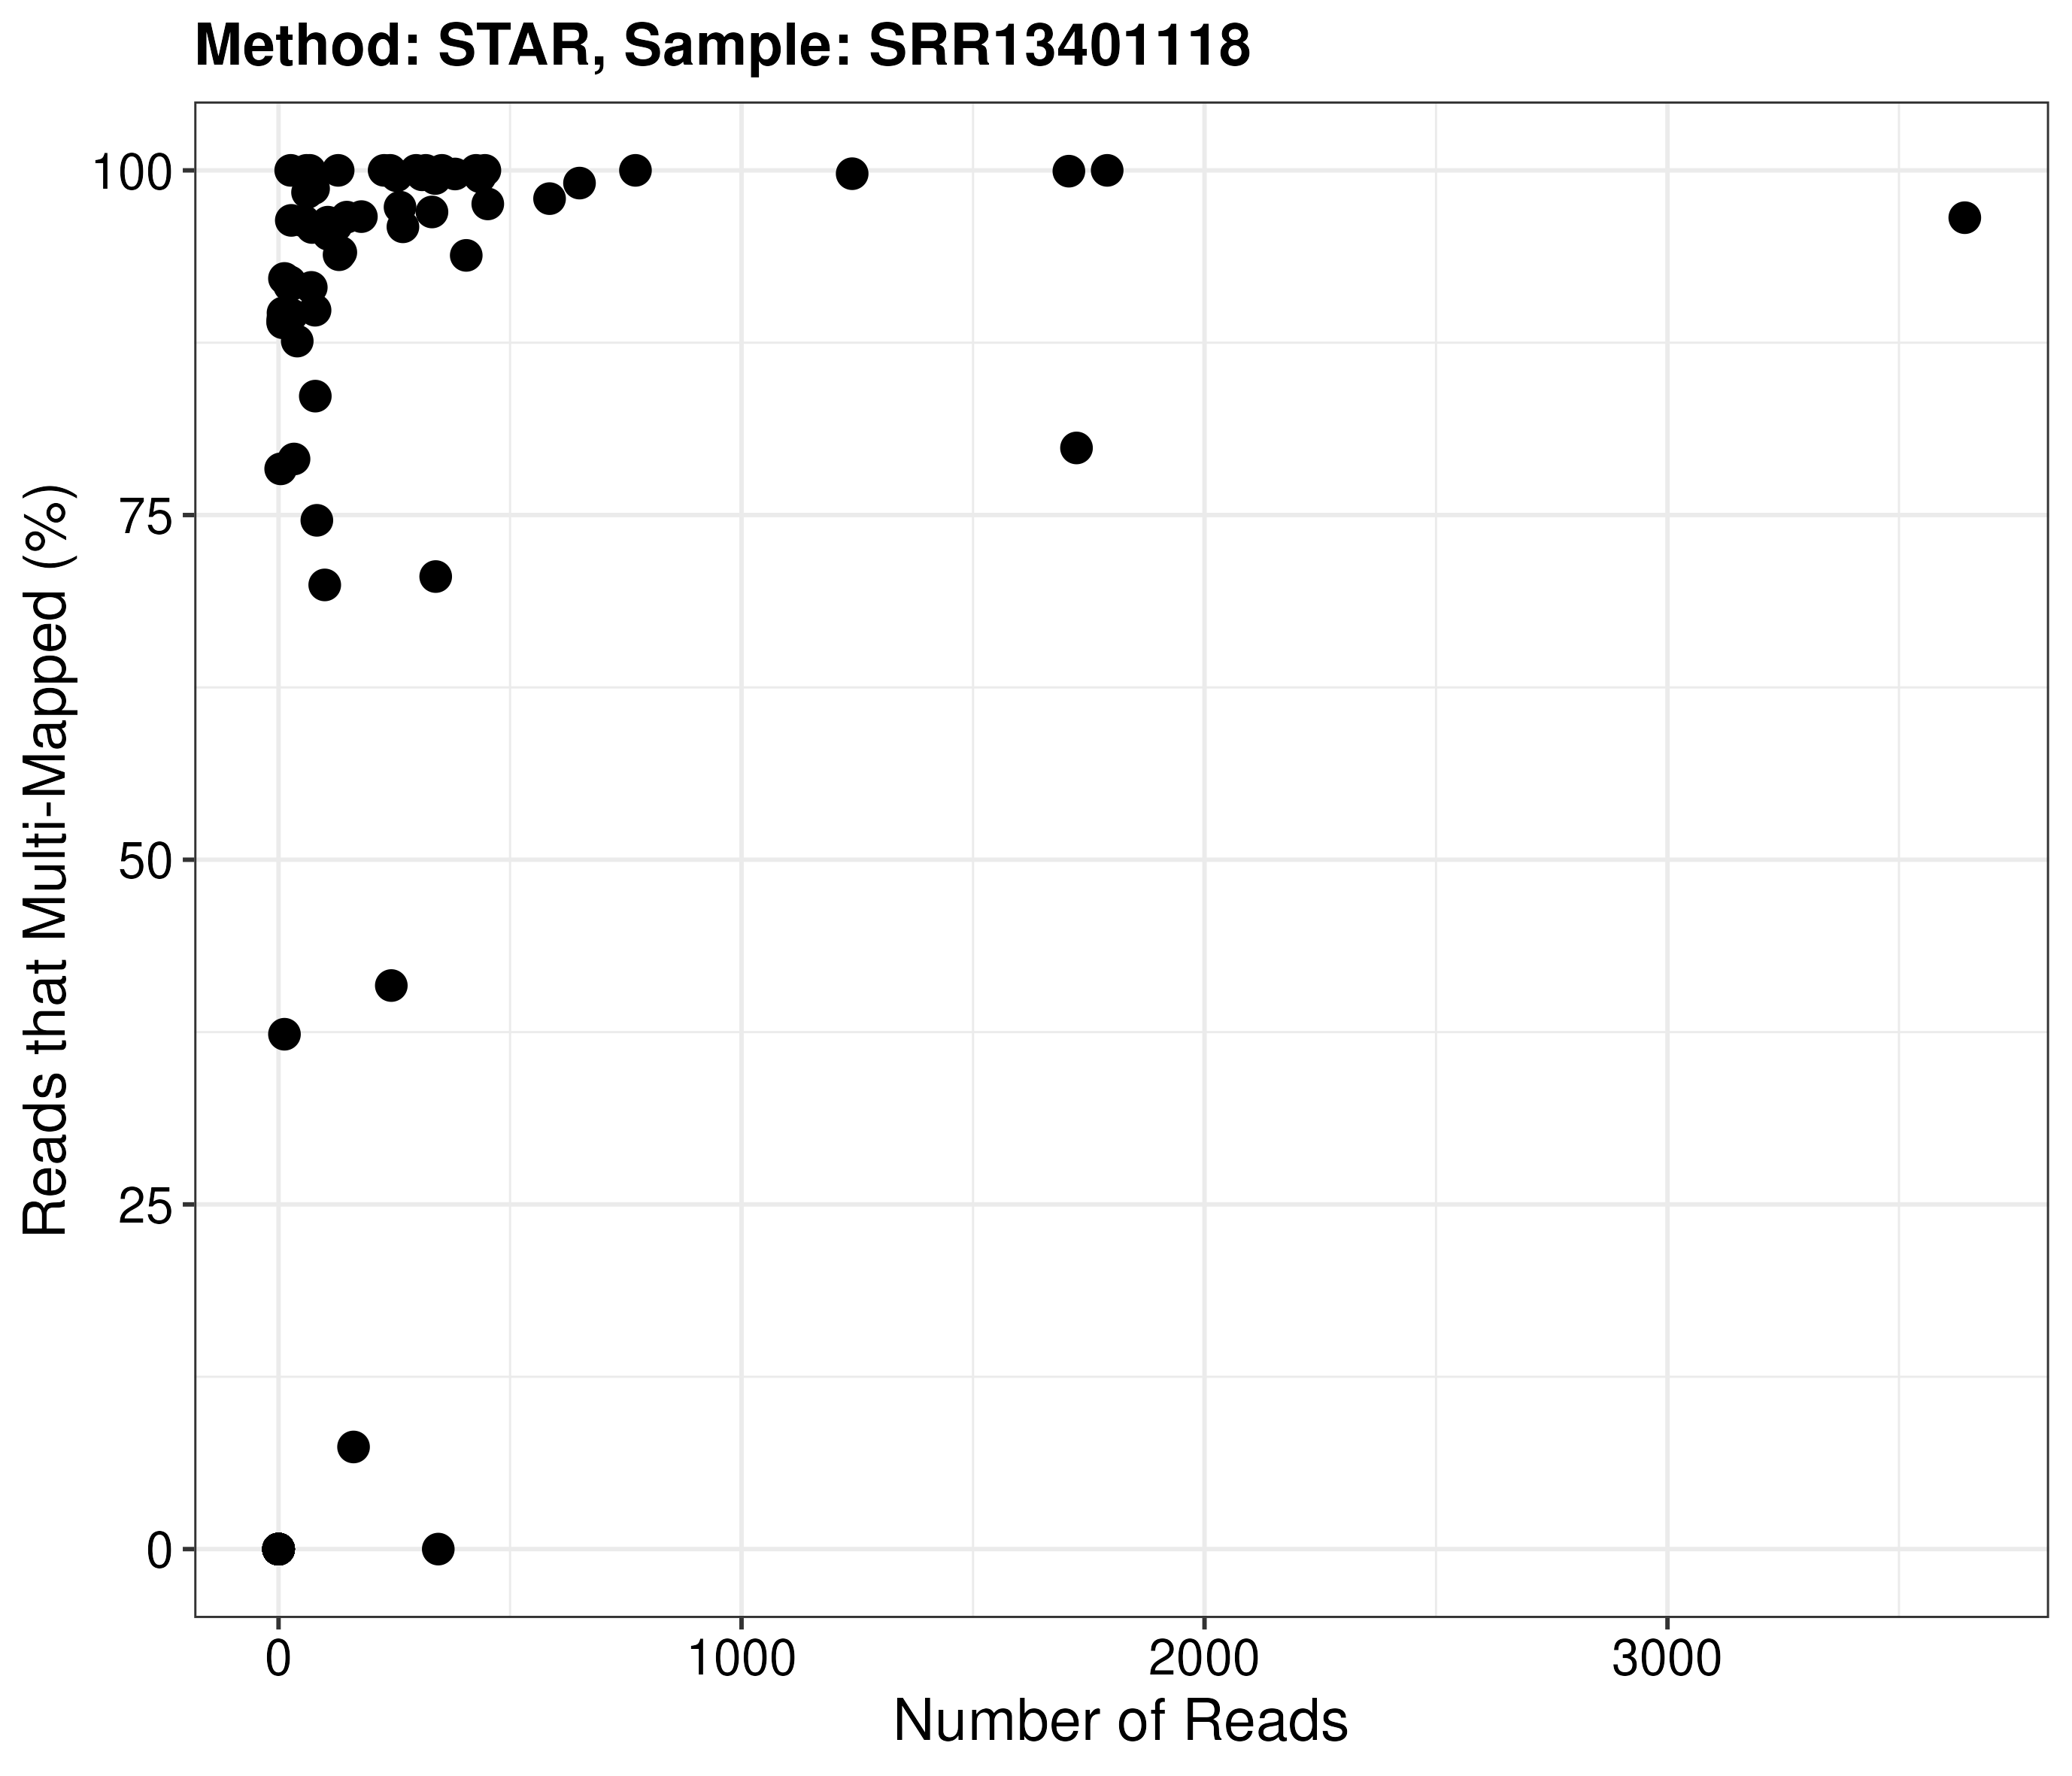 Method: STAR, Sample: SRR13401118
Reads that Multi-Mapped (%)
100
75
50
25
0
0 1000 2000 3000
Number of Reads